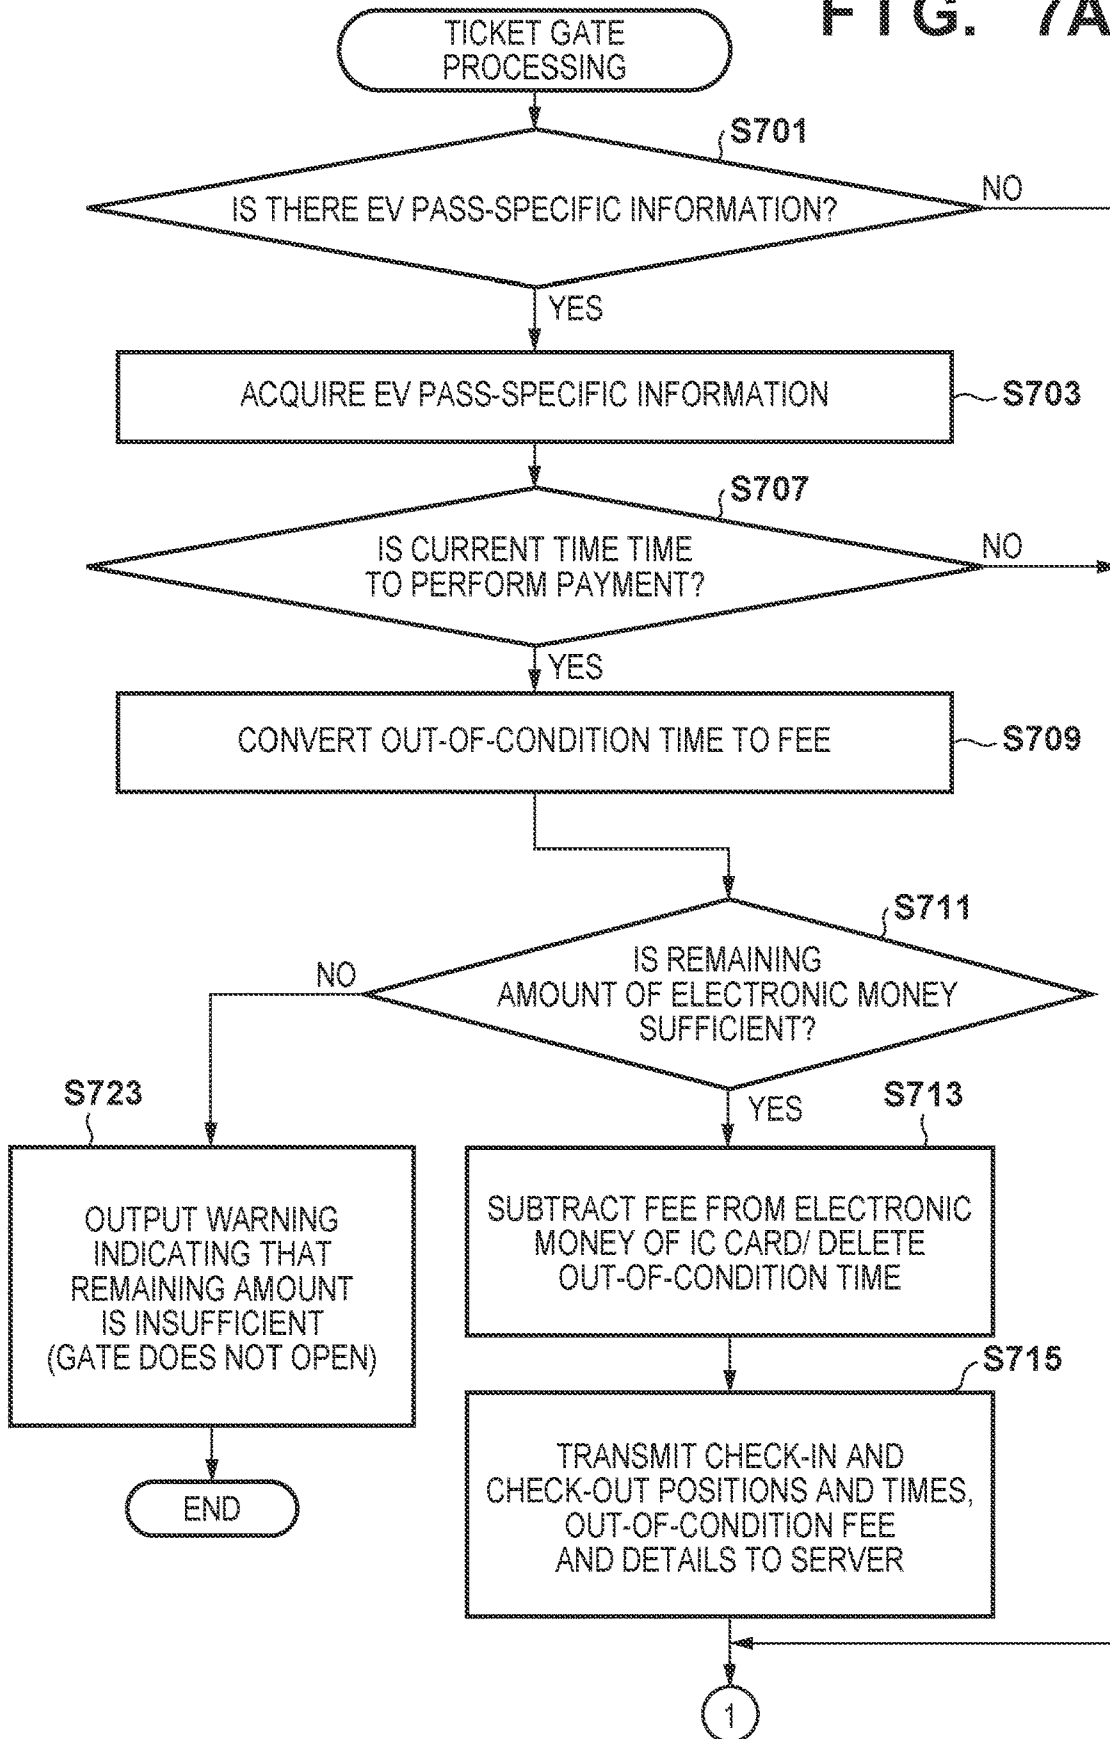 FIG. 7A
TICKET GATE
PROCESSING
S701
IS THERE EV PASS-SPECIFIC INFORMATION?
NO
YES
ACQUIRE EV PASS-SPECIFIC INFORMATION
S703
S707
IS CURRENT TIME TIME
TO PERFORM PAYMENT?
NO
YES
CONVERT OUT-OF-CONDITION TIME TO FEE
S709
S711
IS REMAINING
AMOUNT OF ELECTRONIC MONEY
SUFFICIENT?
NO
YES
S723
OUTPUT WARNING
INDICATING THAT
REMAINING AMOUNT
IS INSUFFICIENT
(GATE DOES NOT OPEN)
END
S713
SUBTRACT FEE FROM ELECTRONIC
MONEY OF IC CARD/ DELETE
OUT-OF-CONDITION TIME
S715
TRANSMIT CHECK-IN AND
CHECK-OUT POSITIONS AND TIMES,
OUT-OF-CONDITION FEE
AND DETAILS TO SERVER
1